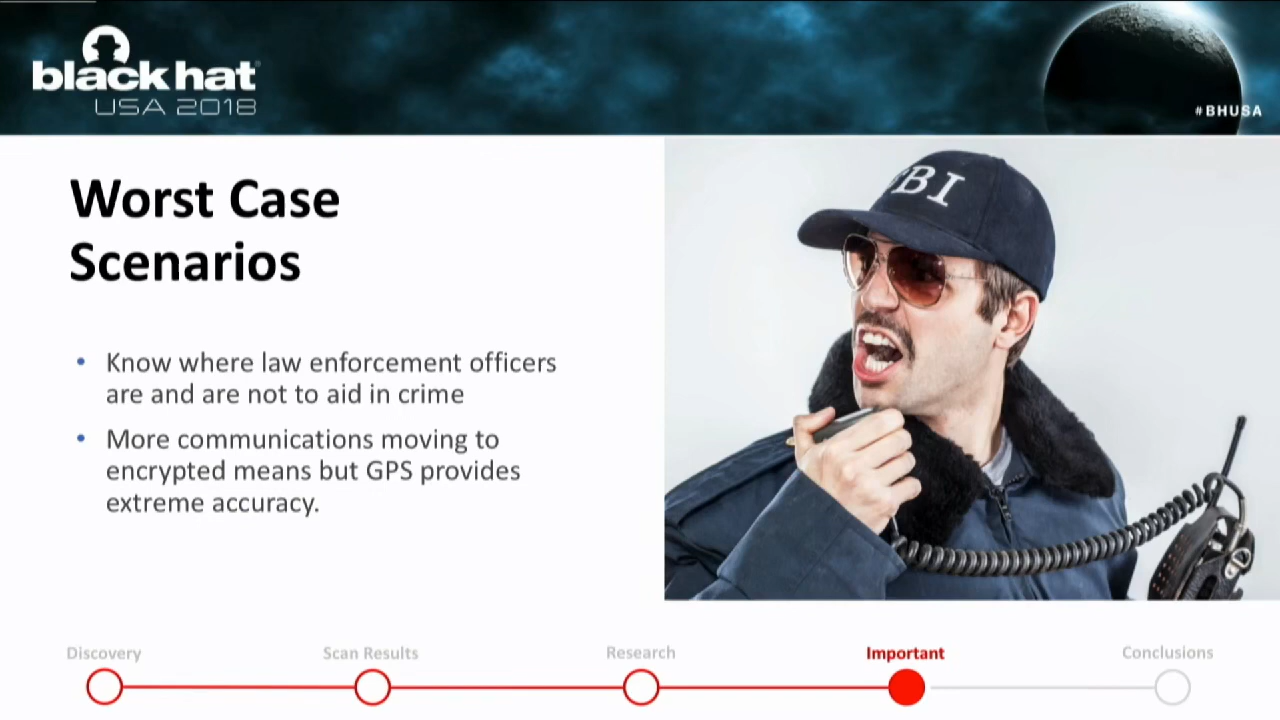 black hat
USA 2018
#BHUSA
Worst Case
Scenarios
BI
• Know where law enforcement officers
are and are not to aid in crime
• More communications moving to
encrypted means but GPS provides
extreme accuracy.
Discovery
Scan Results
Research
Important
Conclusions